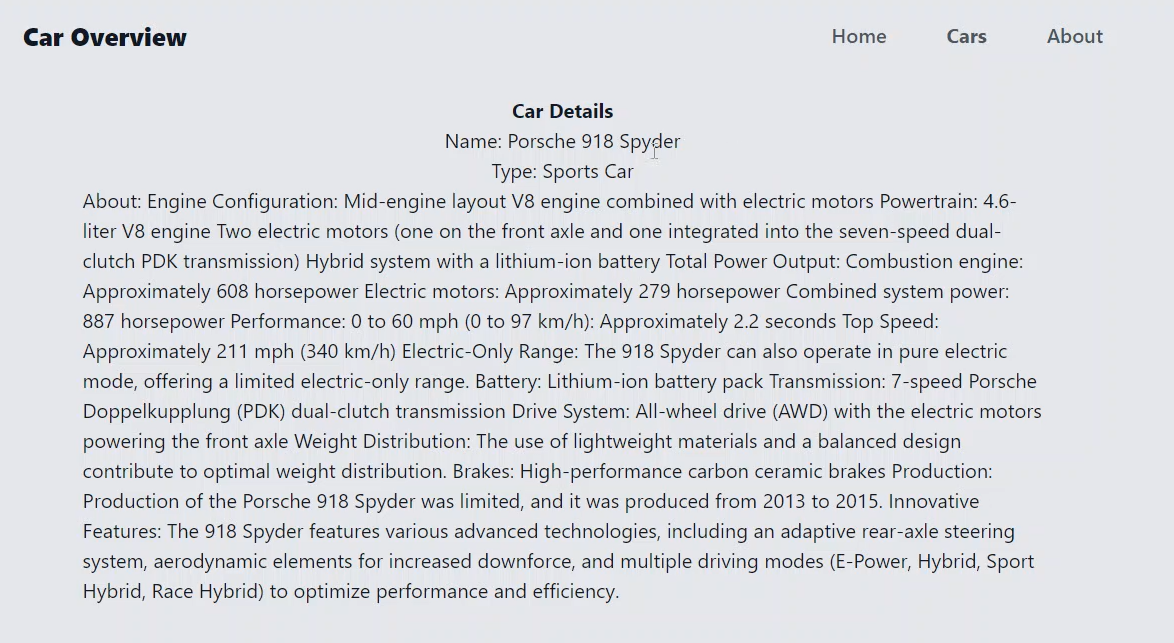 Car Overview
Home
Cars
About
Car Details
Name: Porsche 918 Spyder
Type: Sports Car
About: Engine Configuration: Mid-engine layout V8 engine combined with electric motors Powertrain: 4.6-
liter V8 engine Two electric motors (one on the front axle and one integrated into the seven-speed dual-
clutch PDK transmission) Hybrid system with a lithium-ion battery Total Power Output: Combustion engine:
Approximately 608 horsepower Electric motors: Approximately 279 horsepower Combined system power:
887 horsepower Performance: 0 to 60 mph (0 to 97 km/h): Approximately 2.2 seconds Top Speed:
Approximately 211 mph (340 km/h) Electric-Only Range: The 918 Spyder can also operate in pure electric
mode, offering a limited electric-only range. Battery: Lithium-ion battery pack Transmission: 7-speed Porsche
Doppelkupplung (PDK) dual-clutch transmission Drive System: All-wheel drive (AWD) with the electric motors
powering the front axle Weight Distribution: The use of lightweight materials and a balanced design
contribute to optimal weight distribution. Brakes: High-performance carbon ceramic brakes Production:
Production of the Porsche 918 Spyder was limited, and it was produced from 2013 to 2015. Innovative
Features: The 918 Spyder features various advanced technologies, including an adaptive rear-axle steering
system, aerodynamic elements for increased downforce, and multiple driving modes (E-Power, Hybrid, Sport
Hybrid, Race Hybrid) to optimize performance and efficiency.